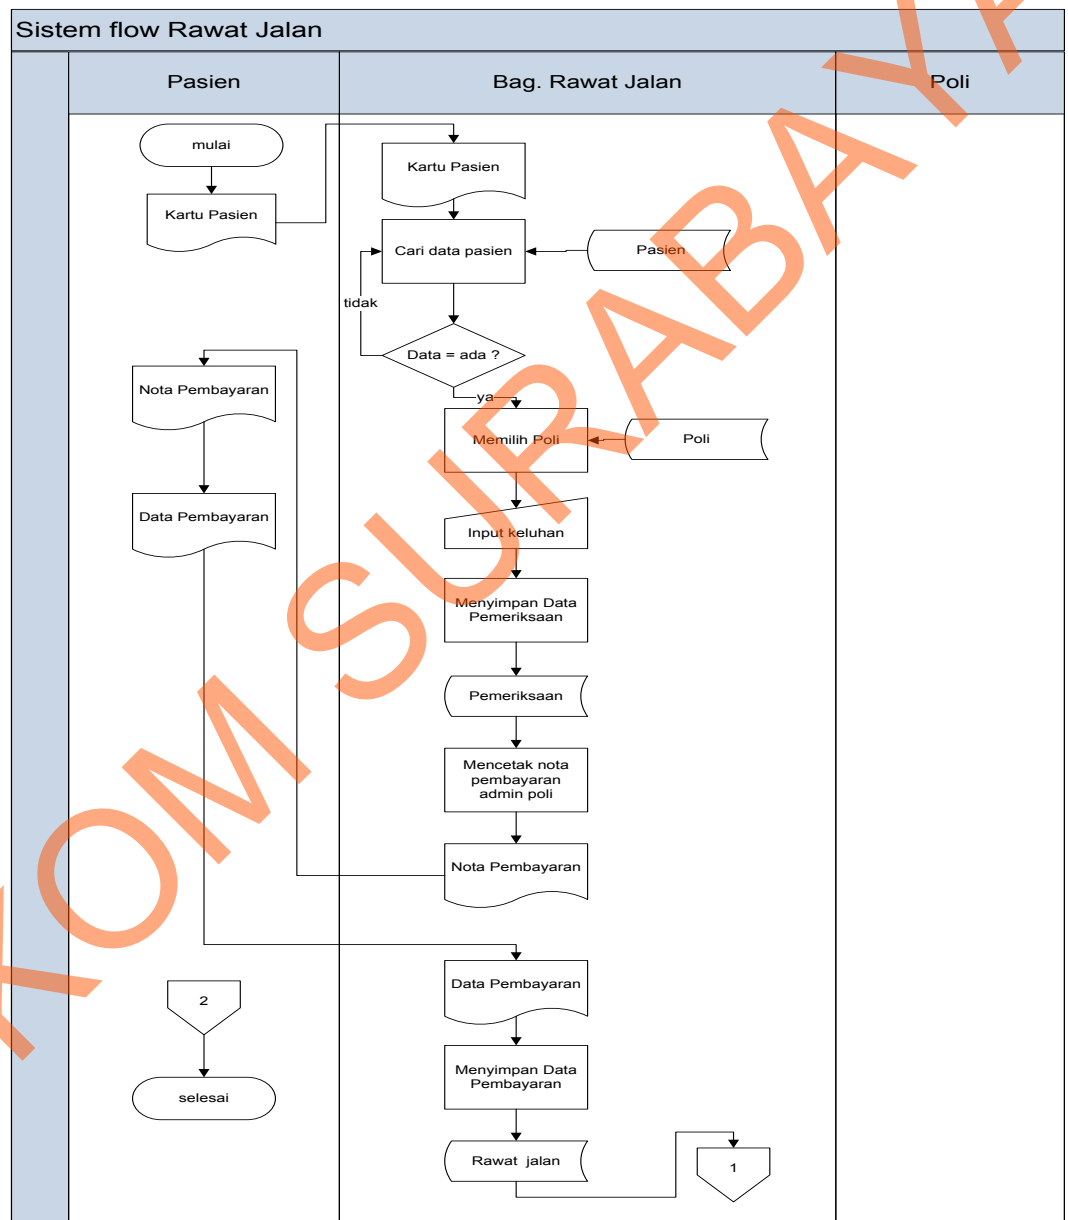 Sistem flow Rawat Jalan
Pasien
Bag. Rawat Jalan
Poli
mulai
Kartu Pasien
Kartu Pasien
Cari data pasien
Pasien
tidak
Data = ada ?
ya
Nota Pembayaran
Memilih Poli
Poli
Data Pembayaran
Input keluhan
Menyimpan Data
Pemeriksaan
Pemeriksaan
Mencetak nota
pembayaran
admin poli
Nota Pembayaran
Data Pembayaran
2
Menyimpan Data
Pembayaran
selesai
Rawat jalan
1
KOM SURABAYA